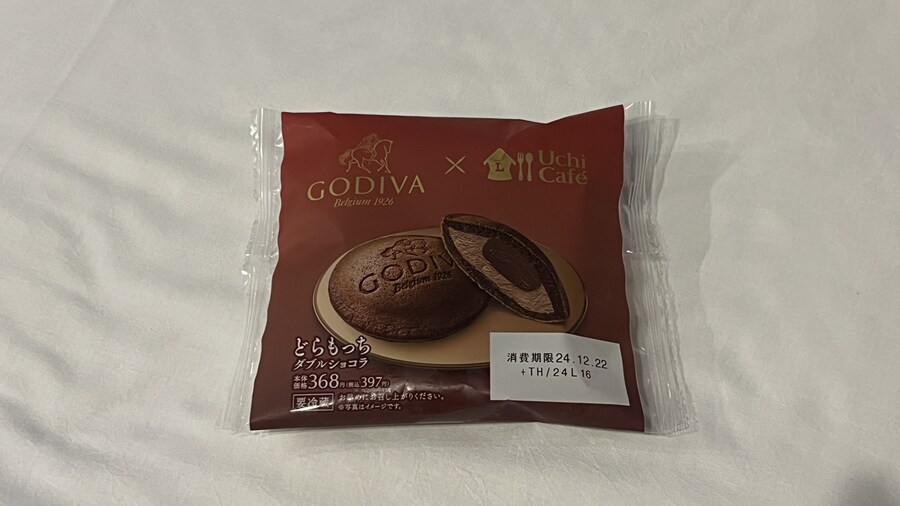 GODIVA
Belgium 1926
×
L
Uchi
Café
GODIV
Belgium 1926
どらもっち
ダブルショコラ
本体価格368円(税込397円)
要冷蔵 お早めにお召し上がりください。
※写真はイメージです。
消費期限24.12.22
+TH/24L16